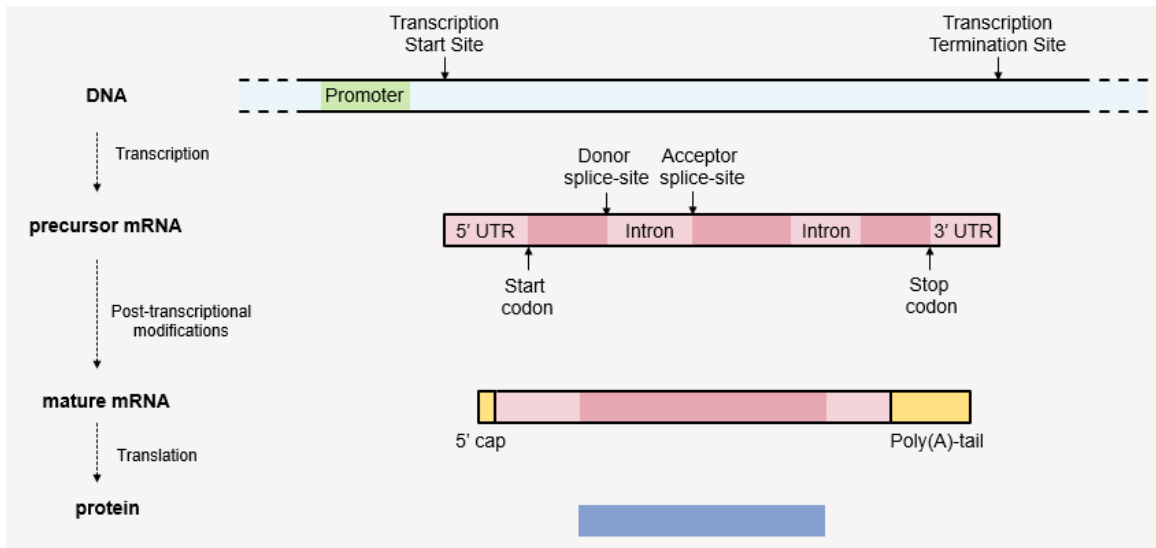 Transcription
Start Site
Transcription
Termination Site
DNA
Promoter
Transcription
Donor
splice-site
Acceptor
splice-site
precursor mRNA
5' UTR
Intron
Intron
3' UTR
Start
codon
Stop
codon
Post-transcriptional
modifications
mature mRNA
5' cap
Poly(A)-tail
Translation
protein